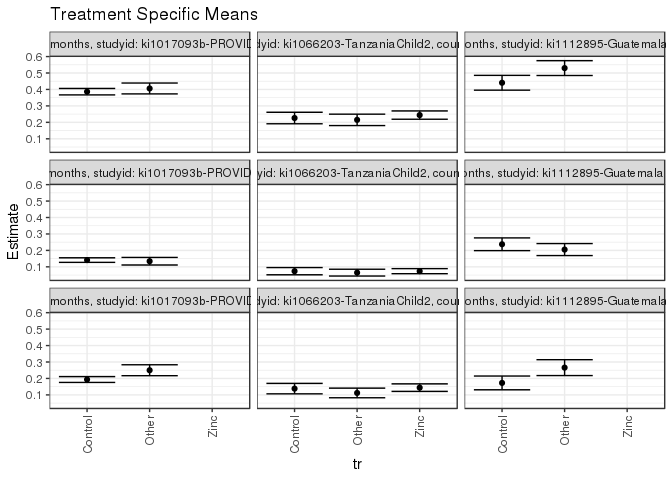 Treatment Specific Means
months, studyid: ki1017093b-PROVID
dyid: ki1066203-TanzaniaChild2, coun
onths, studyid: ki1112895-Guatemala
0.6
0.5
0.4
0.3
0.2
0.1
months, studyid: ki1017093b-PROVID
yid: ki1066203-TanzaniaChild2, coun
onths, studyid: ki1112895-Guatemala
0.6
0.5
0.4
0.3
0.2
0.1
months, studyid: ki1017093b-PROVID
dyid: ki1066203-TanzaniaChild2, coun
onths, studyid: ki1112895-Guatemala
0.6
0.5
0.4
0.3
0.2
0.1
Estimate
Control
Other
Zinc
Control
Other
Zinc
Control
Other
Zinc
tr